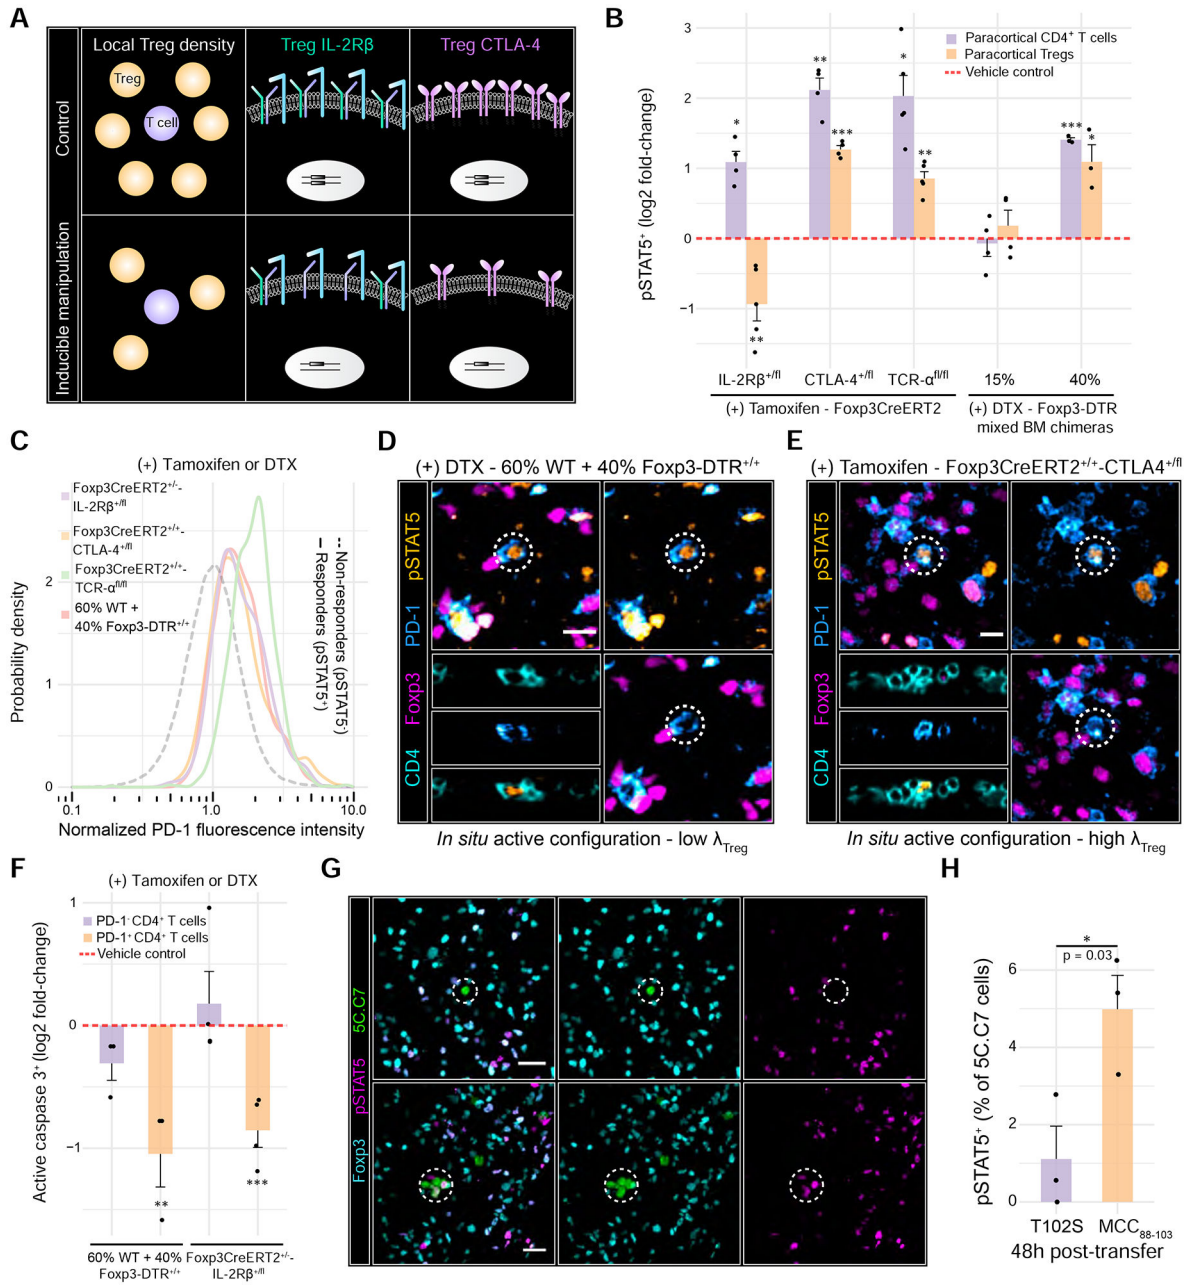 A
Local Treg density
Treg IL-2Rβ
Treg CTLA-4
Control
Treg
T cell
Inducible manipulation
B
pSTAT5⁺ (log2 fold-change)
3
2
1
0
−1
Paracortical CD4⁺ T cells
Paracortical Tregs
Vehicle control
*
**
**
***
*
**
***
*
IL-2Rβ⁺/ᶠˡ
CTLA-4⁺/ᶠˡ
TCR-αᶠˡ/ᶠˡ
15%
40%
(+) Tamoxifen - Foxp3CreERT2
(+) DTX - Foxp3-DTR
mixed BM chimeras
C
(+) Tamoxifen or DTX
Foxp3CreERT2⁺/⁻-
IL-2Rβ⁺/ᶠˡ
Foxp3CreERT2⁺/⁺-
CTLA-4⁺/ᶠˡ
Foxp3CreERT2⁺/⁺-
TCR-αᶠˡ/ᶠˡ
60% WT +
40% Foxp3-DTR⁺/⁺
-- Non-responders (pSTAT5⁻)
— Responders (pSTAT5⁺)
Probability density
2
1
0
0.1
1.0
10.0
Normalized PD-1 fluorescence intensity
D
(+) DTX - 60% WT + 40% Foxp3-DTR⁺/⁺
pSTAT5
PD-1
Foxp3
CD4
In situ active configuration - low λTreg
E
(+) Tamoxifen - Foxp3CreERT2⁺/⁺-CTLA4⁺/ᶠˡ
pSTAT5
PD-1
Foxp3
CD4
In situ active configuration - high λTreg
F
(+) Tamoxifen or DTX
Active caspase 3⁺ (log2 fold-change)
1
0
−1
PD-1⁻ CD4⁺ T cells
PD-1⁺ CD4⁺ T cells
Vehicle control
**
***
60% WT + 40%
Foxp3-DTR⁺/⁺
Foxp3CreERT2⁺/⁻-
IL-2Rβ⁺/ᶠˡ
G
5C.C7
pSTAT5
Foxp3
H
pSTAT5⁺ (% of 5C.C7 cells)
*
p = 0.03
6
4
2
0
T102S
MCC₈₈₋₁₀₃
48h post-transfer